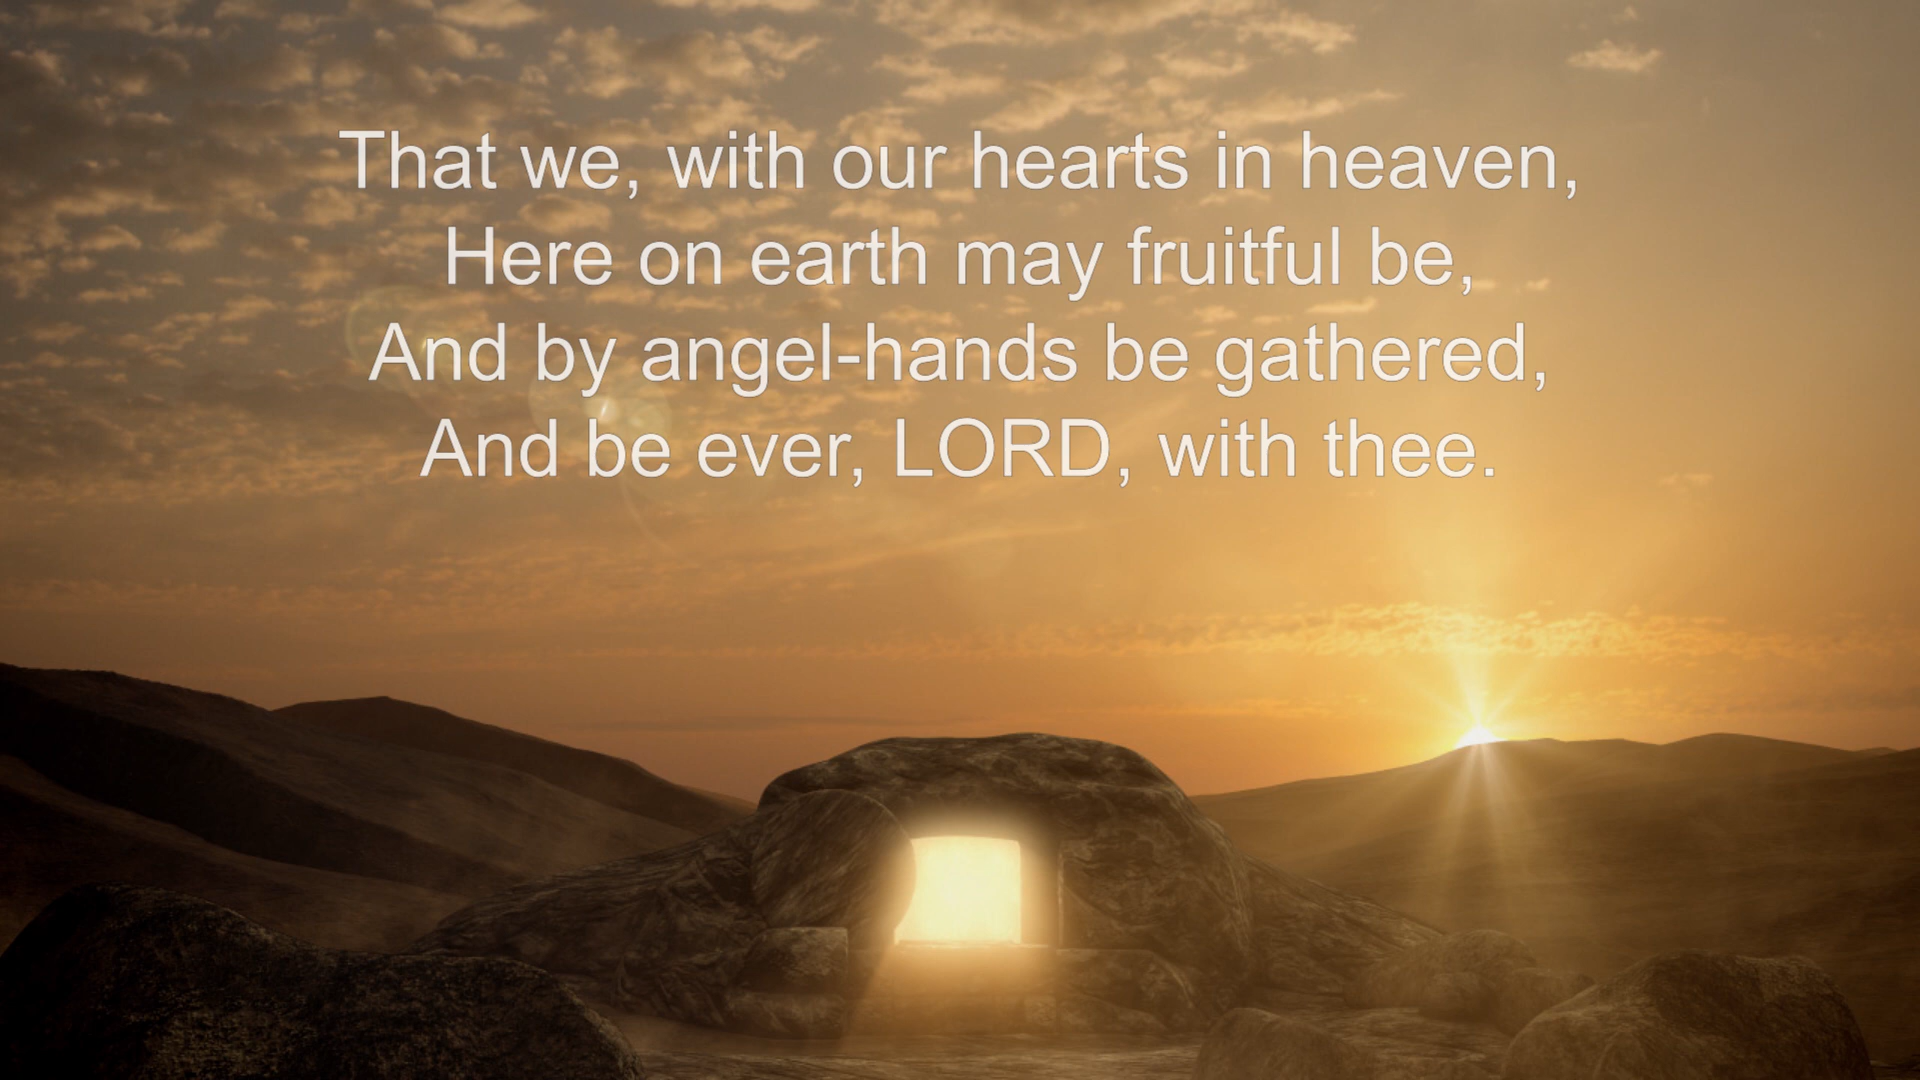 That we, with our hearts in heaven,
Here on earth may fruitful be,
And by angel-hands be gathered,
And be ever, LORD, with thee.